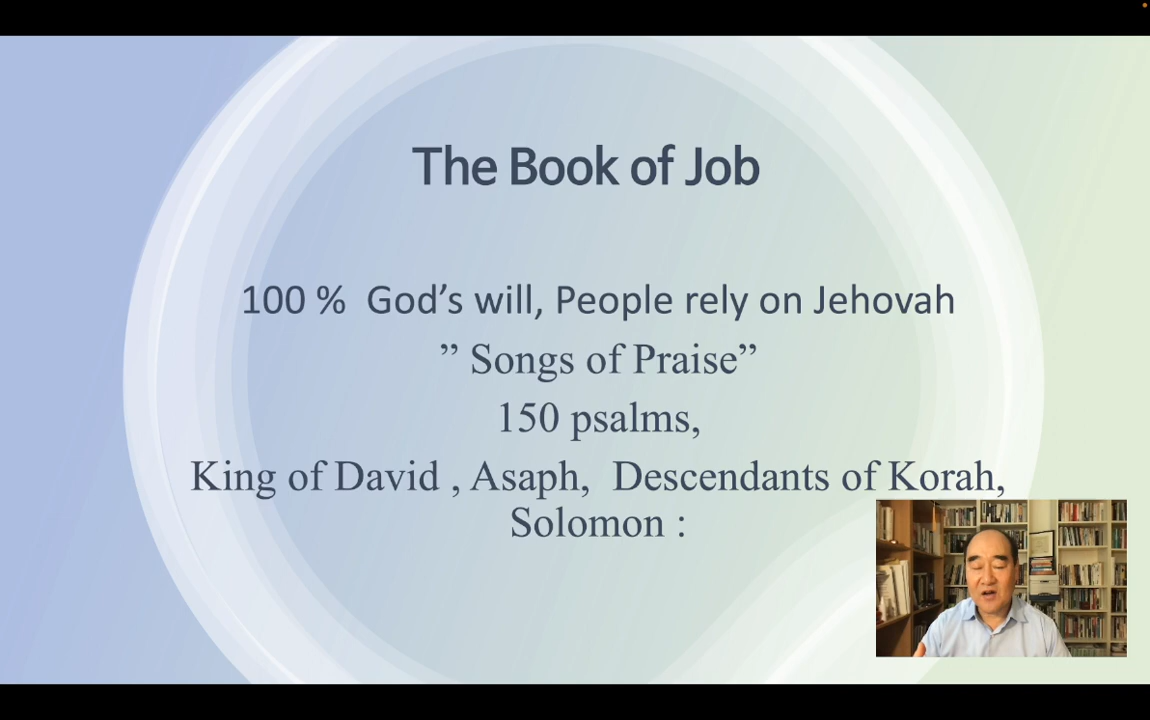 The Book of Job
100 % God’s will, People rely on Jehovah
” Songs of Praise”
150 psalms,
King of David , Asaph, Descendants of Korah,
Solomon :